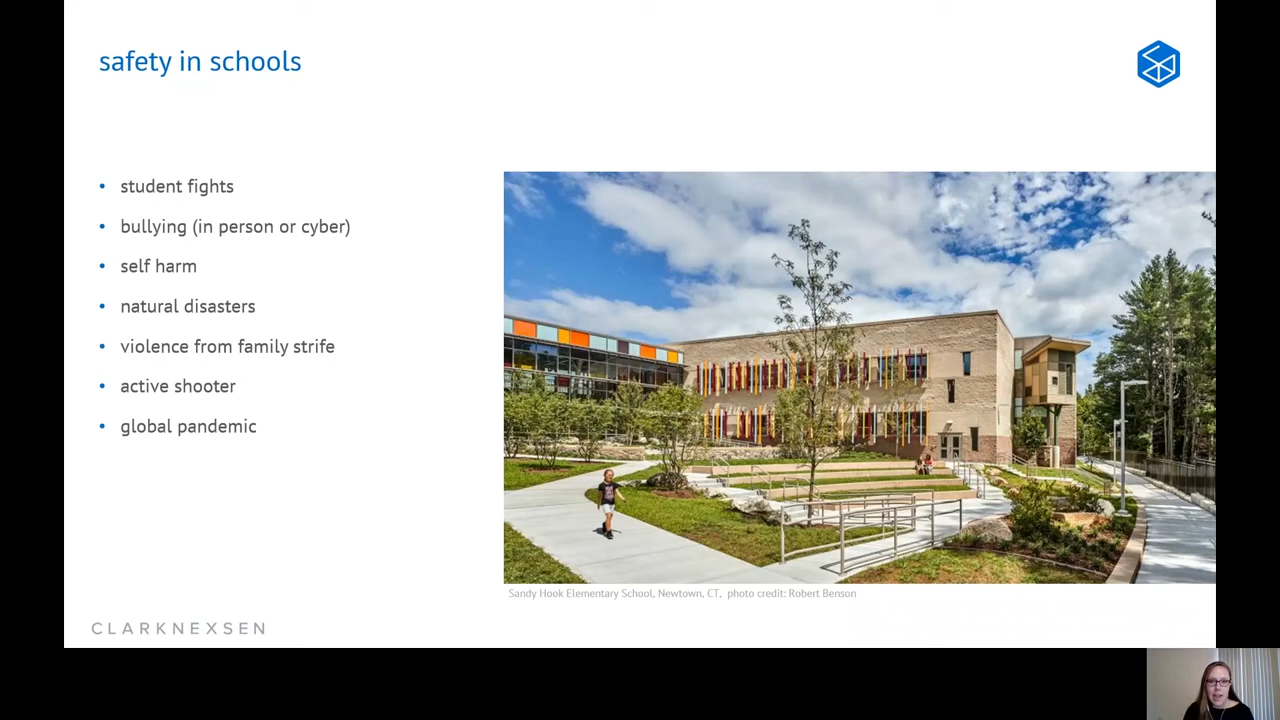 safety in schools
• student fights
• bullying (in person or cyber)
• self harm
• natural disasters
• violence from family strife
• active shooter
• global pandemic
Sandy Hook Elementary School, Newtown, CT, photo credit: Robert Benson
CLARKNEXSEN